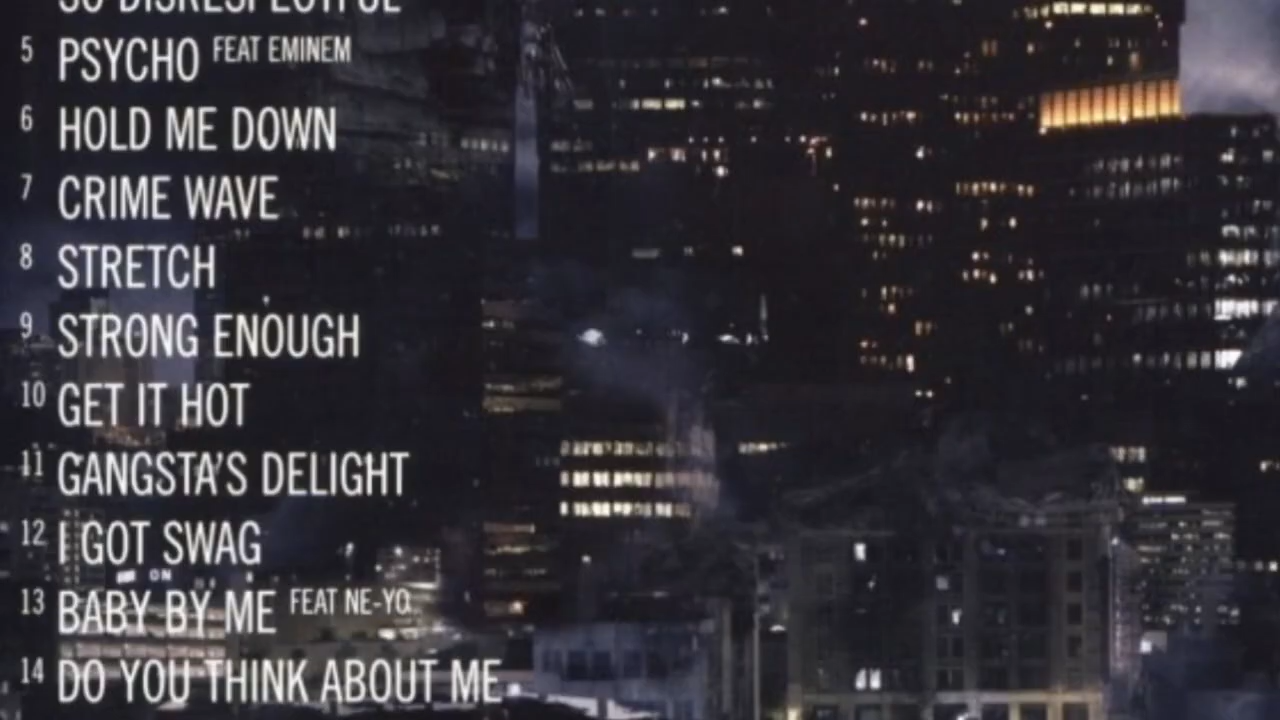 SO DISRESPECTFUL
5 PSYCHO FEAT EMINEM
6 HOLD ME DOWN
7 CRIME WAVE
8 STRETCH
9 STRONG ENOUGH
10 GET IT HOT
11 GANGSTA'S DELIGHT
12 I GOT SWAG
13 BABY BY ME FEAT NE-YO
14 DO YOU THINK ABOUT ME